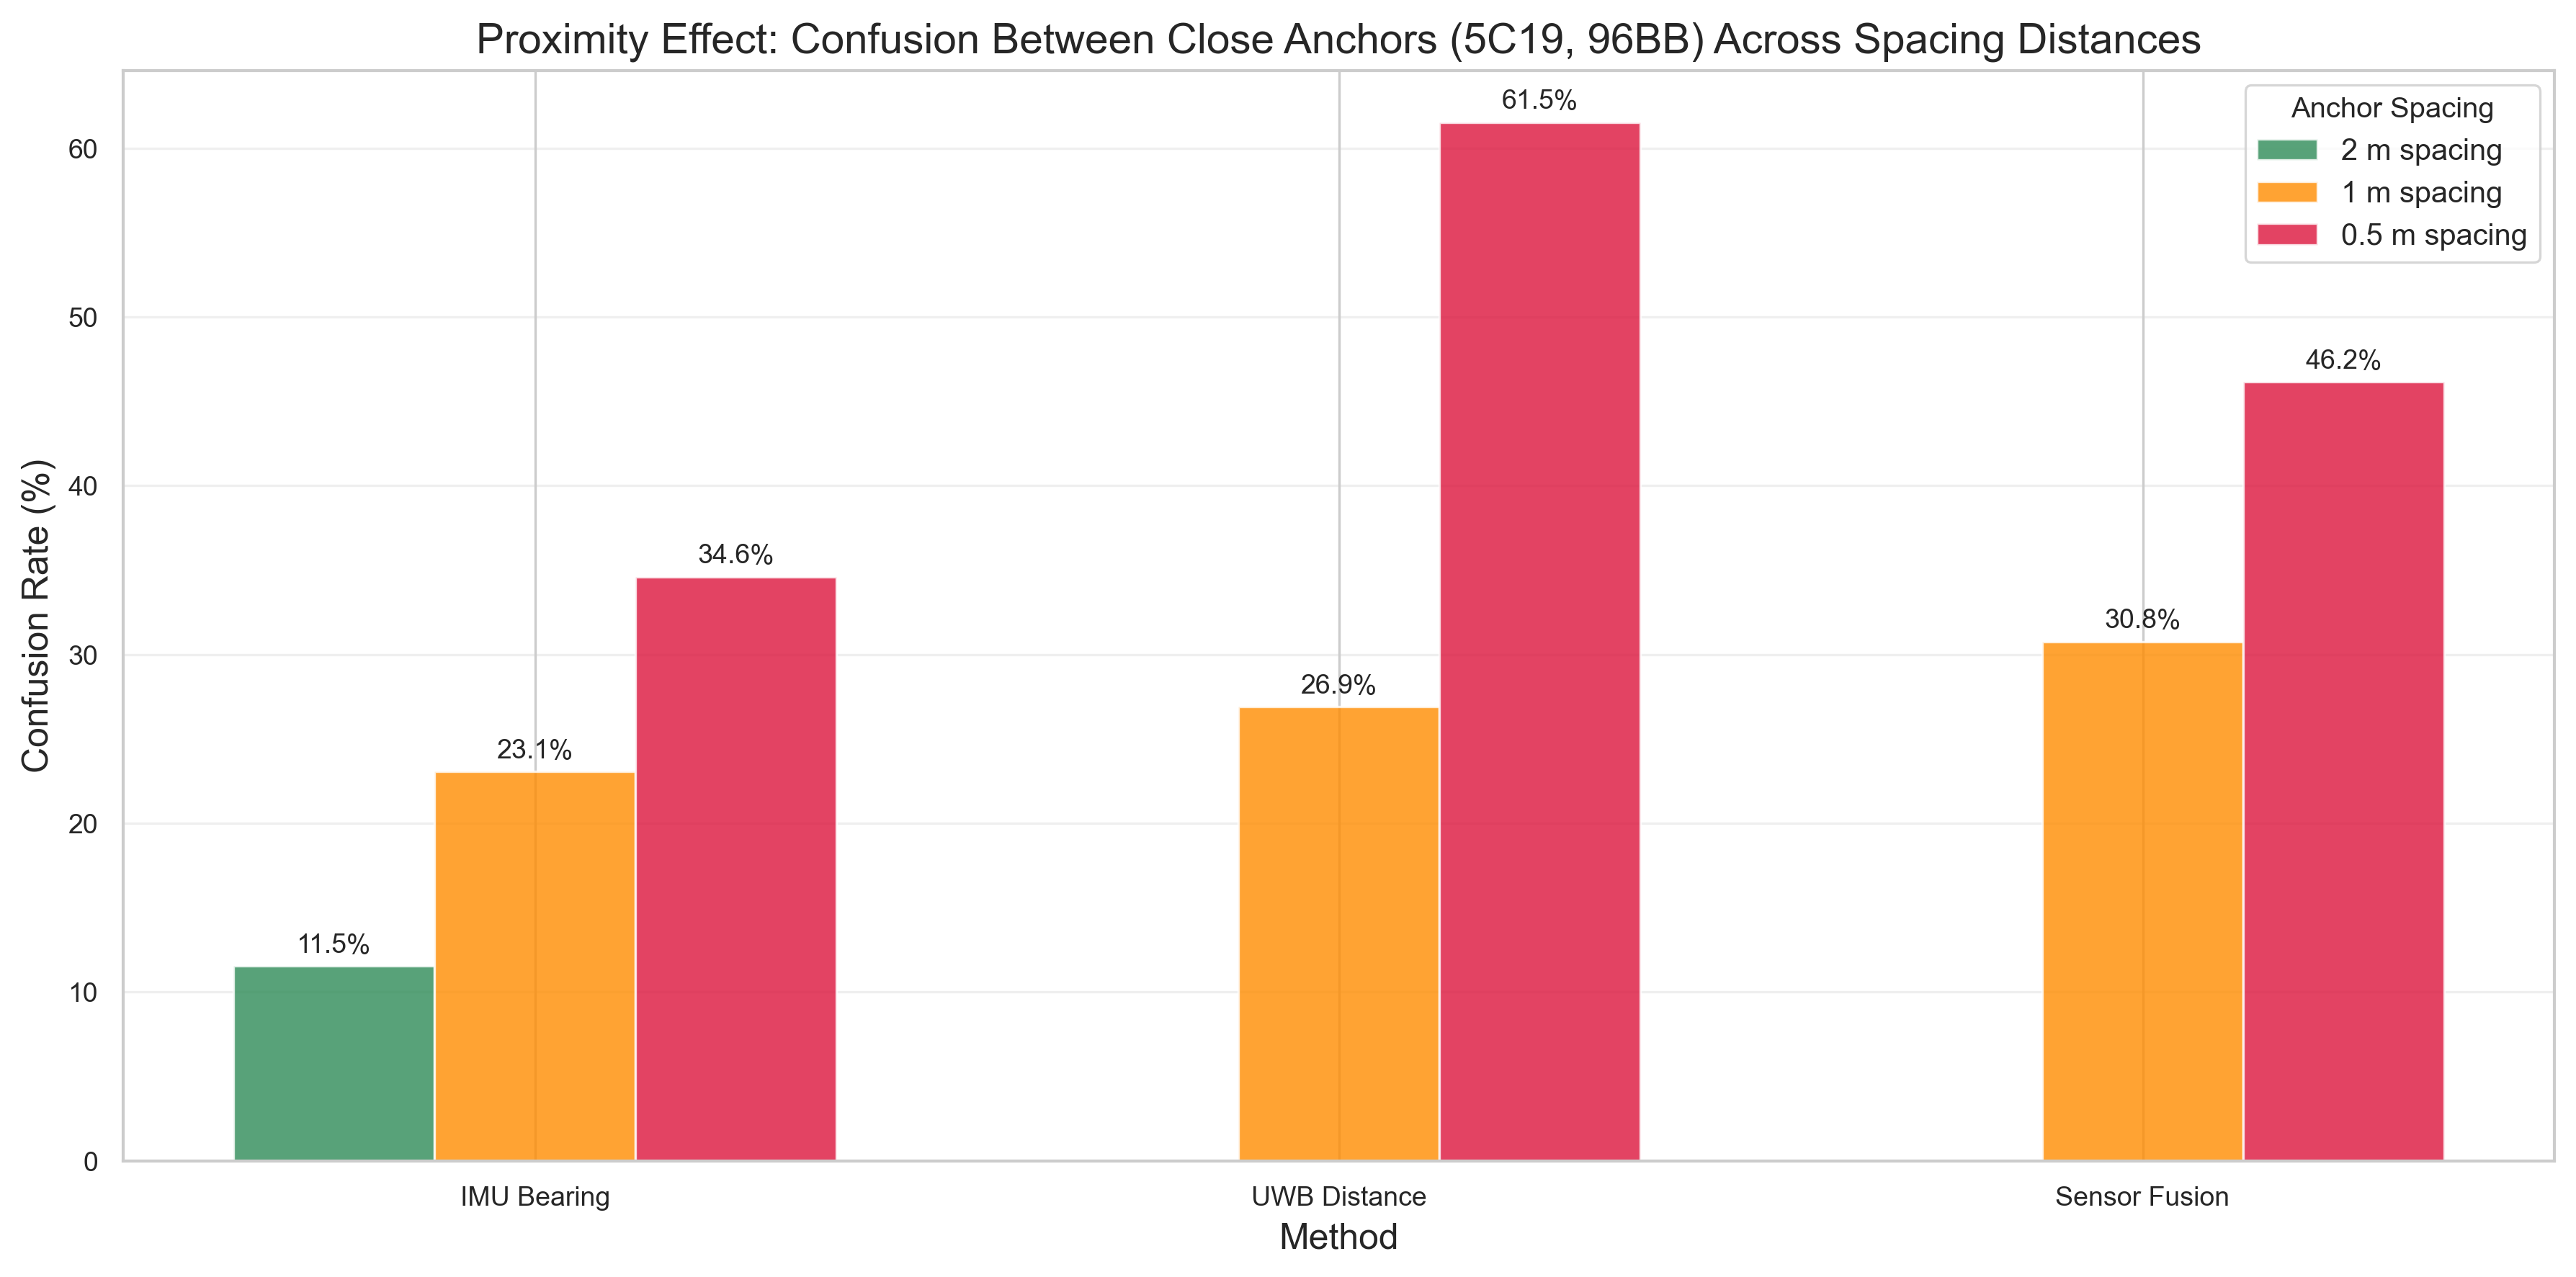 Proximity Effect: Confusion Between Close Anchors (5C19, 96BB) Across Spacing Distances
Anchor Spacing
2 m spacing
1 m spacing
0.5 m spacing
Confusion Rate (%)
60
50
40
30
20
10
0
11.5%
23.1%
34.6%
26.9%
61.5%
30.8%
46.2%
IMU Bearing
UWB Distance
Sensor Fusion
Method